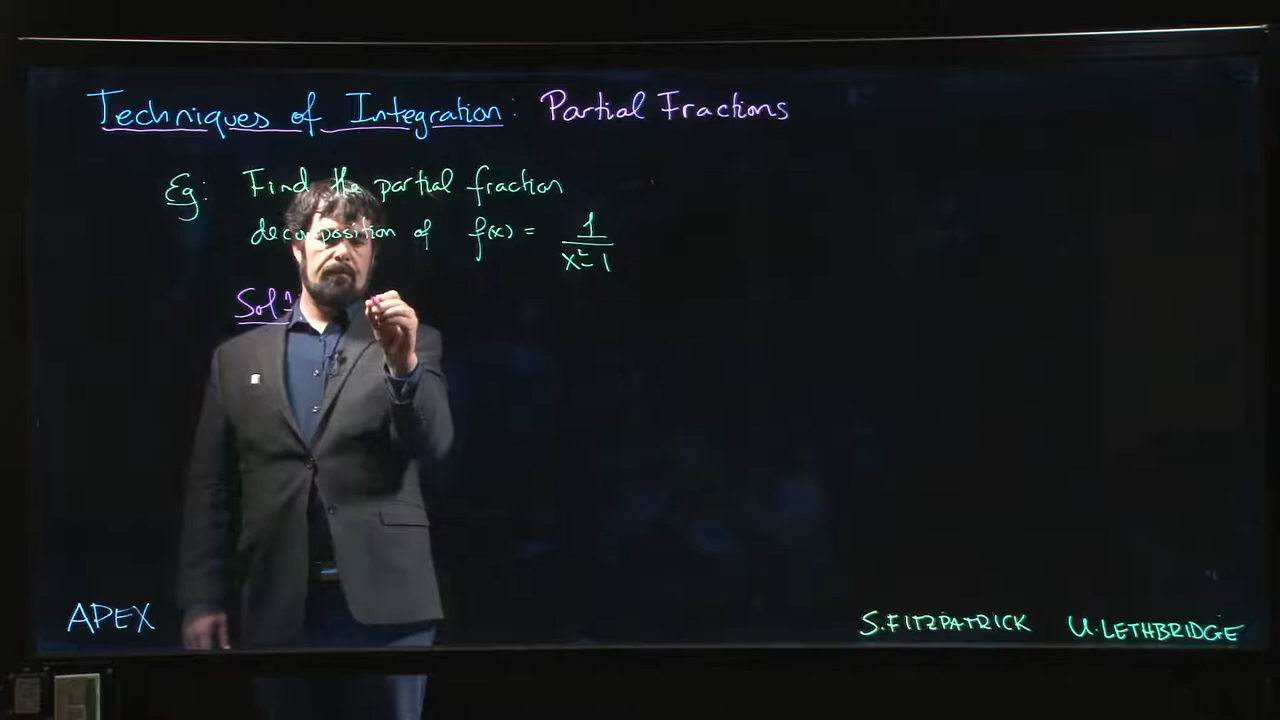 Techniques of Integration: Partial Fractions
Eg: Find the partial fraction
decomposition of f(x) = 1/(x²-1)
Sol'n
APEX
S.FITZPATRICK U.LETHBRIDGE